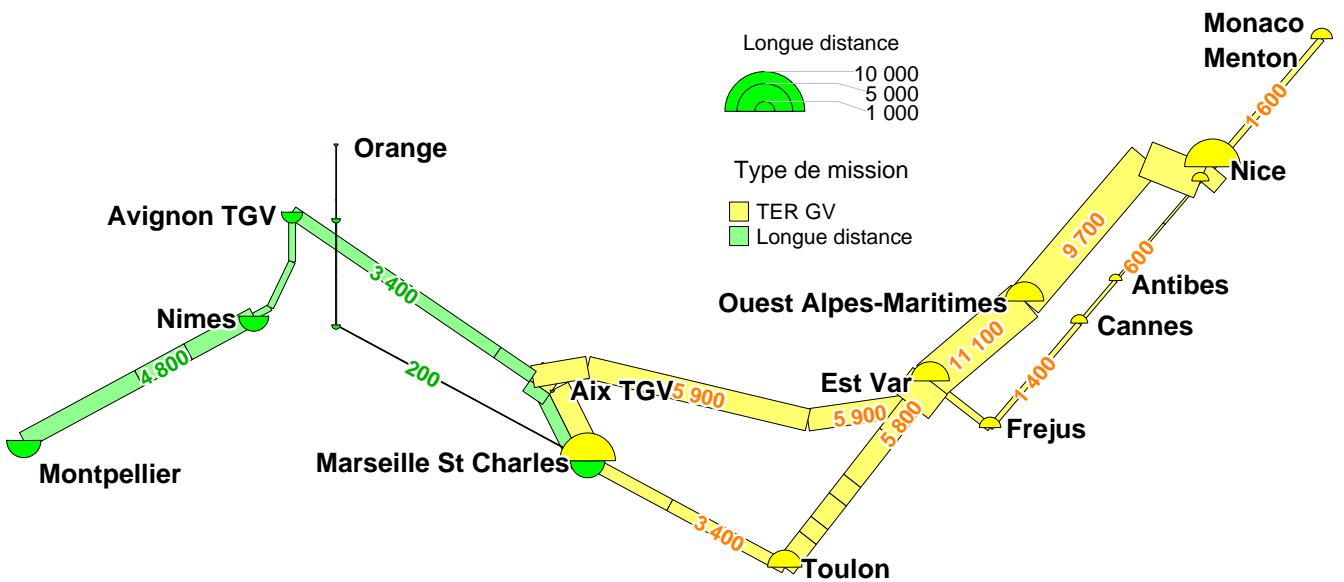 Monaco
Menton
Longue distance
10 000
5 000
1 000
1 600
Orange
Type de mission
Nice
TER GV
Longue distance
Avignon TGV
9 700
600
3 400
Antibes
Ouest Alpes-Maritimes
Nimes
Cannes
11 100
4 800
200
Est Var
Aix TGV
5 900
1 400
5 900
5 800
Frejus
Marseille St Charles
Montpellier
3 400
Toulon